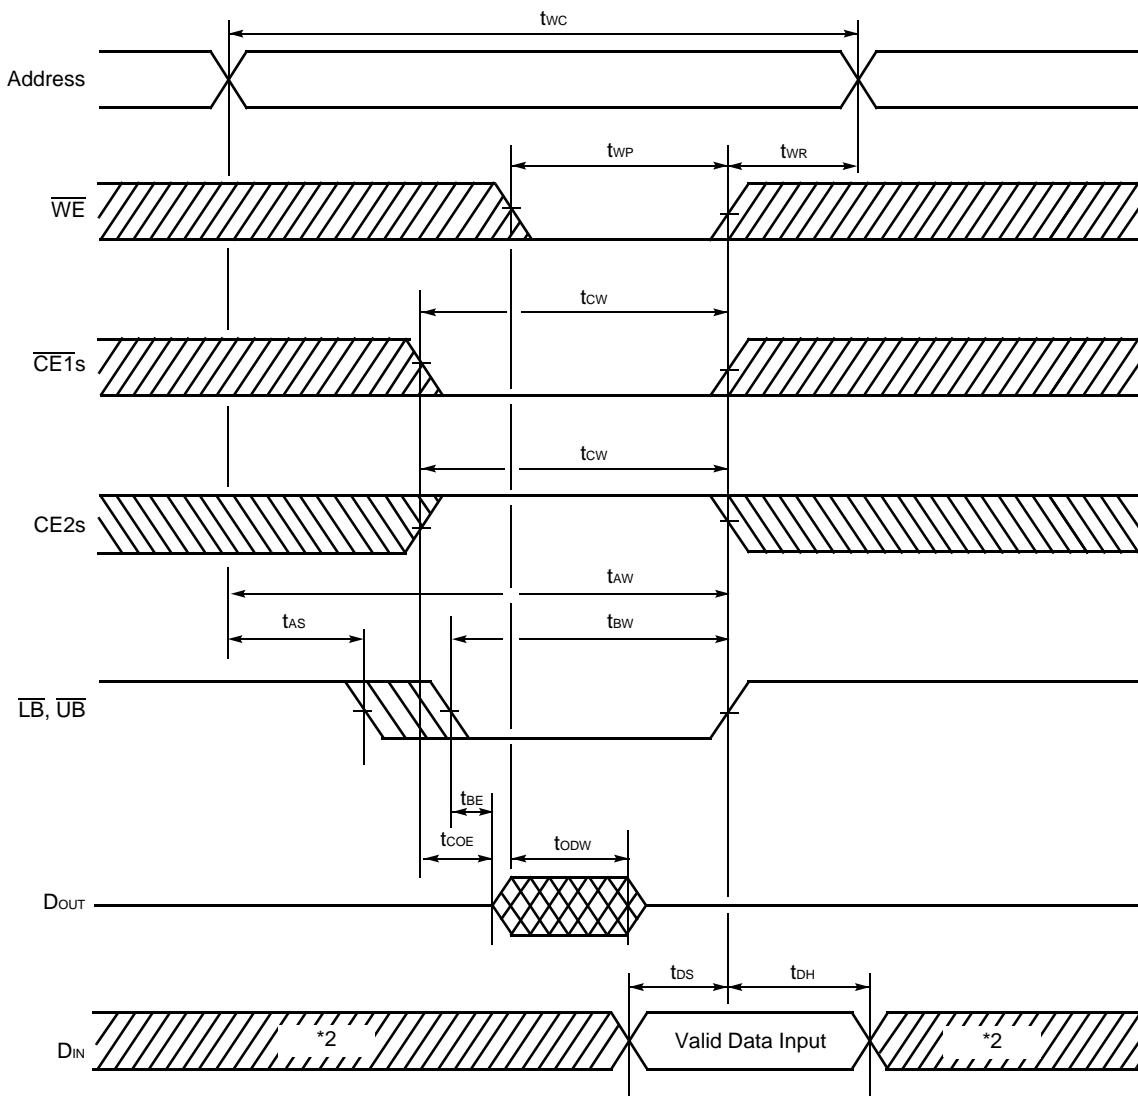 tWC
Address
tWP
tWR
WE
tCW
CE1s
tCW
CE2s
tAW
tAS
tBW
LB, UB
tBE
tCOE
tODW
DOUT
tDS
tDH
DIN
*2
Valid Data Input
*2